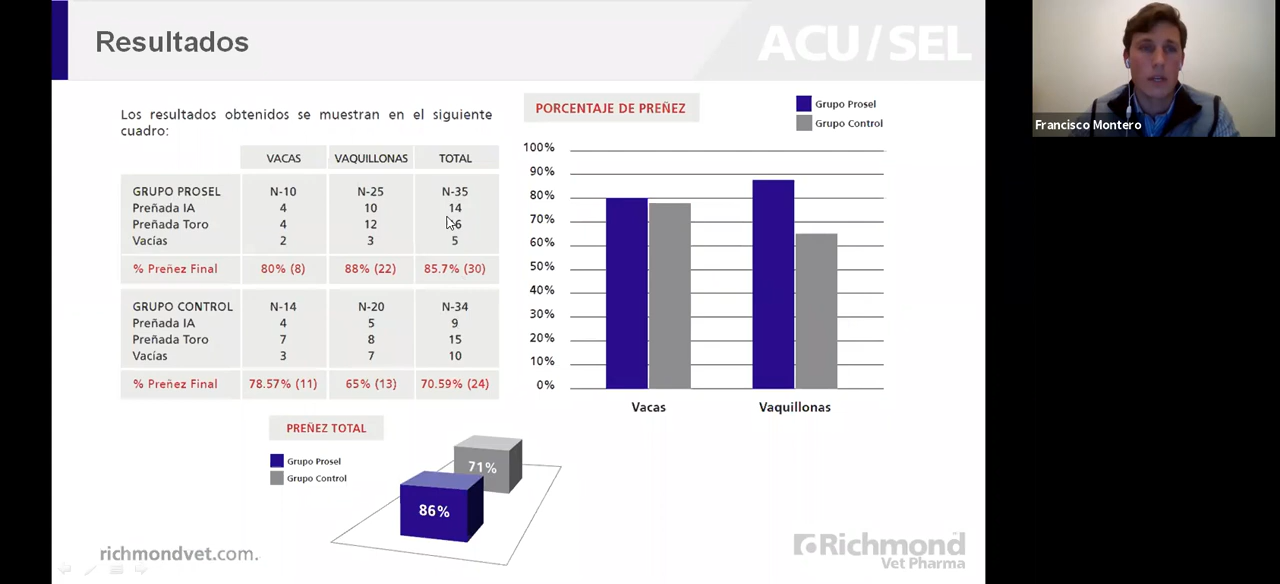 Resultados
ACU/SEL
Los resultados obtenidos se muestran en el siguiente
cuadro:
VACAS VAQUILLONAS TOTAL
GRUPO PROSEL N-10 N-25 N-35
Preñada IA 4 10 14
Preñada Toro 4 12
Vacías 2 3 5
% Preñez Final 80% (8) 88% (22) 85.7% (30)
GRUPO CONTROL N-14 N-20 N-34
Preñada IA 4 5 9
Preñada Toro 7 8 15
Vacías 3 7 10
% Preñez Final 78.57% (11) 65% (13) 70.59% (24)
PORCENTAJE DE PREÑEZ
Grupo Prosel
Grupo Control
100%
90%
80%
70%
60%
50%
40%
30%
20%
10%
0%
Vacas Vaquillonas
PREÑEZ TOTAL
Grupo Prosel
Grupo Control
71%
86%
richmondvet.com.
Richmond
Vet Pharma
Francisco Montero